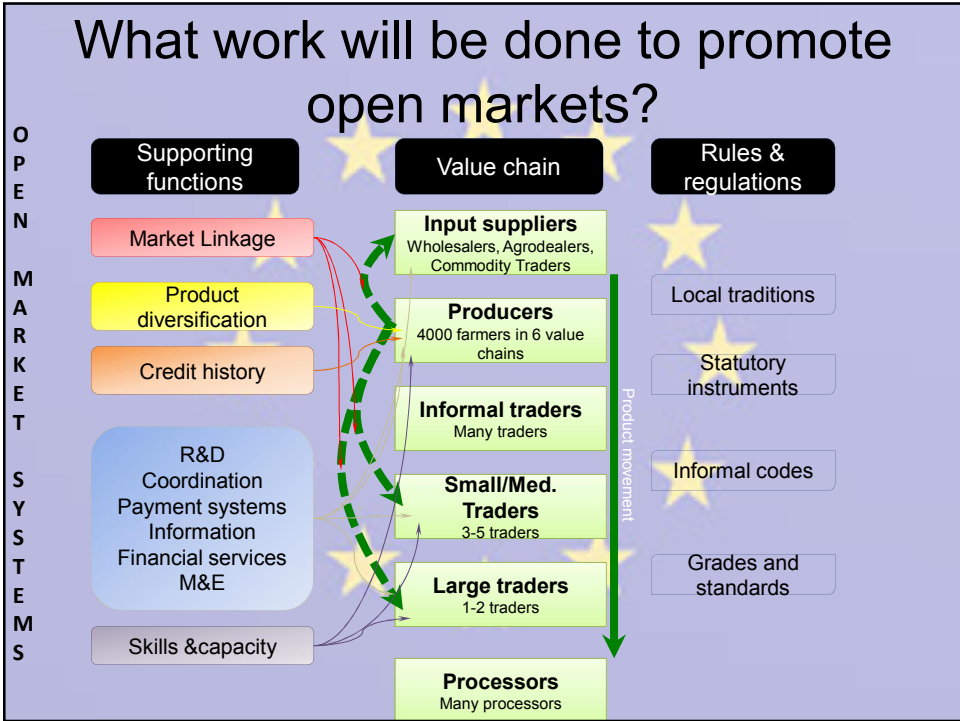 What work will be done to promote
open markets?
OPEN MARKET SYSTEMS
Supporting
functions
Market Linkage
Product
diversification
Credit history
R&D
Coordination
Payment systems
Information
Financial services
M&E
Skills &capacity
Value chain
Input suppliers
Wholesalers, Agrodealers,
Commodity Traders
Producers
4000 farmers in 6 value
chains
Informal traders
Many traders
Small/Med.
Traders
3-5 traders
Large traders
1-2 traders
Processors
Many processors
Product movement
Rules &
regulations
Local traditions
Statutory
instruments
Informal codes
Grades and
standards